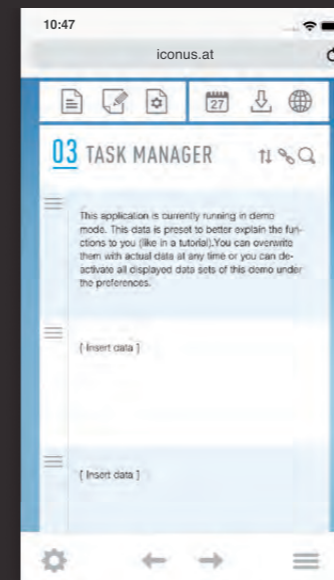 10:47
iconus.at
27
03 TASK MANAGER
This application is currently running in demo
mode. This data is preset to better explain the fun-
ctions to you (like in a tutorial).You can overwrite
them with actual data at any time or you can de-
activate all displayed data sets of this demo under
the preferences.
[ Insert data ]
[ Insert data ]